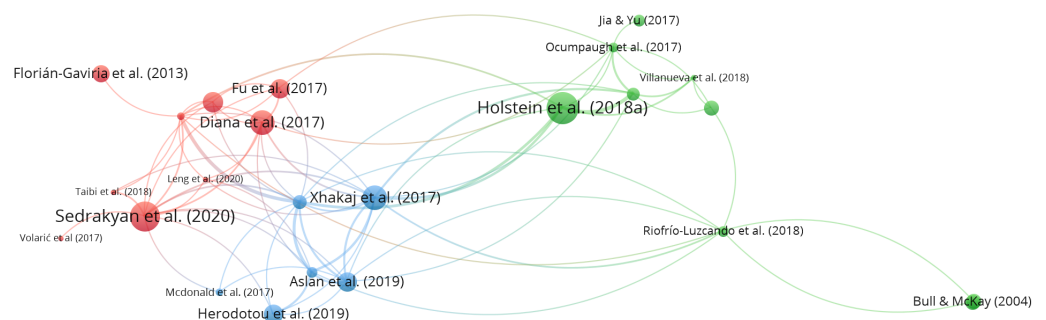 Jia & Yu (2017)
Ocumpaugh et al. (2017)
Florián-Gaviria et al. (2013)
Villanueva et al. (2018)
Fu et al. (2017)
Holstein et al. (2018a)
Diana et al. (2017)
Leng et al. (2020)
Taibi et al. (2018)
Xhakaj et al. (2017)
Sedrakyan et al. (2020)
Riofrío-Luzcando et al. (2018)
Volarić et al (2017)
Aslan et al. (2019)
Mcdonald et al. (2017)
Bull & McKay (2004)
Herodotou et al. (2019)